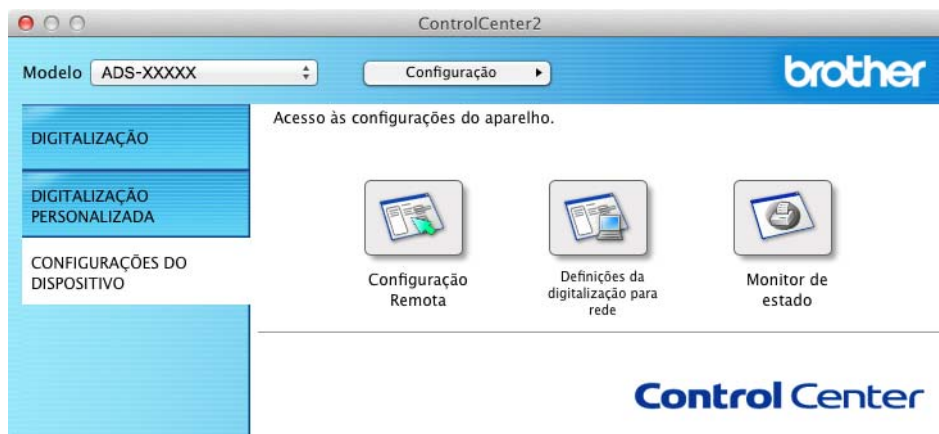 ControlCenter2
Modelo ADS-XXXXX Configuração brother
DIGITALIZAÇÃO
DIGITALIZAÇÃO
PERSONALIZADA
CONFIGURAÇÕES DO
DISPOSITIVO
Acesso às configurações do aparelho.
Configuração
Remota
Definições da
digitalização para
rede
Monitor de
estado
Control Center